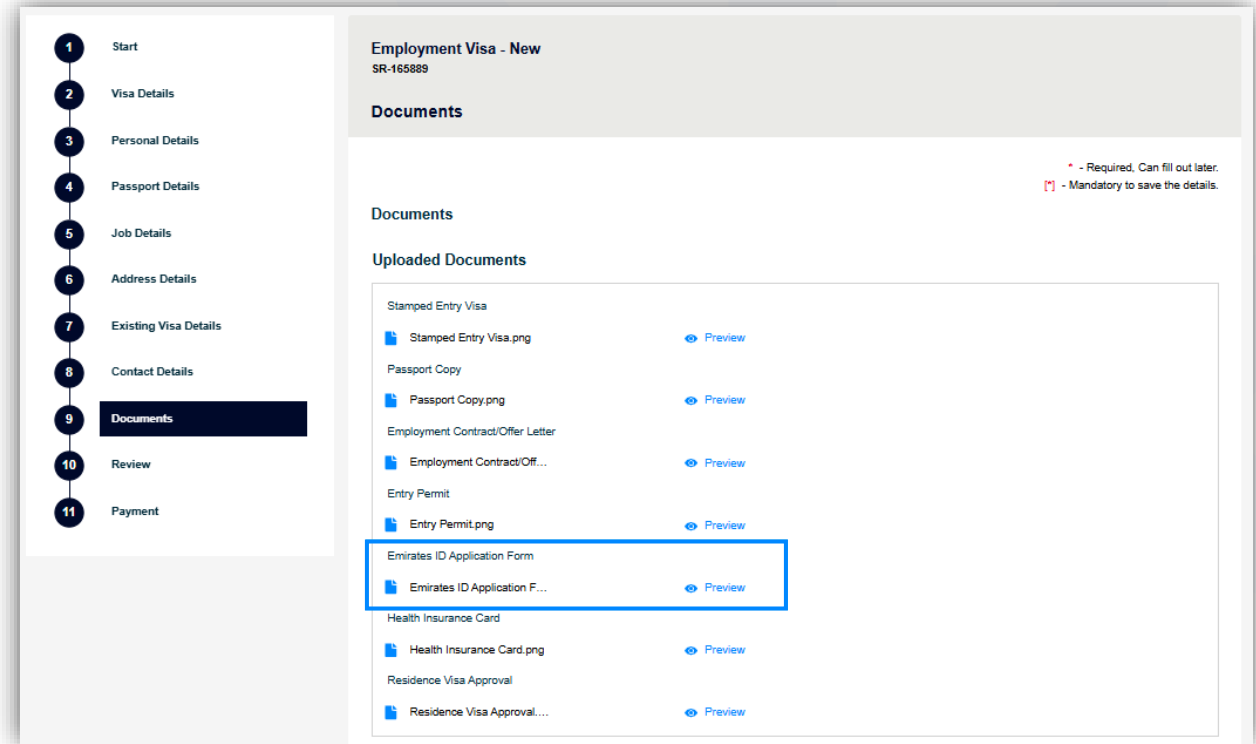 1 Start
2 Visa Details
3 Personal Details
4 Passport Details
5 Job Details
6 Address Details
7 Existing Visa Details
8 Contact Details
9 Documents
10 Review
11 Payment
Employment Visa - New
SR-165889
Documents
* - Required, Can fill out later.
[*] - Mandatory to save the details.
Documents
Uploaded Documents
Stamped Entry Visa
Stamped Entry Visa.png Preview
Passport Copy
Passport Copy.png Preview
Employment Contract/Offer Letter
Employment Contract/Off... Preview
Entry Permit
Entry Permit.png Preview
Emirates ID Application Form
Emirates ID Application F... Preview
Health Insurance Card
Health Insurance Card.png Preview
Residence Visa Approval
Residence Visa Approval.... Preview